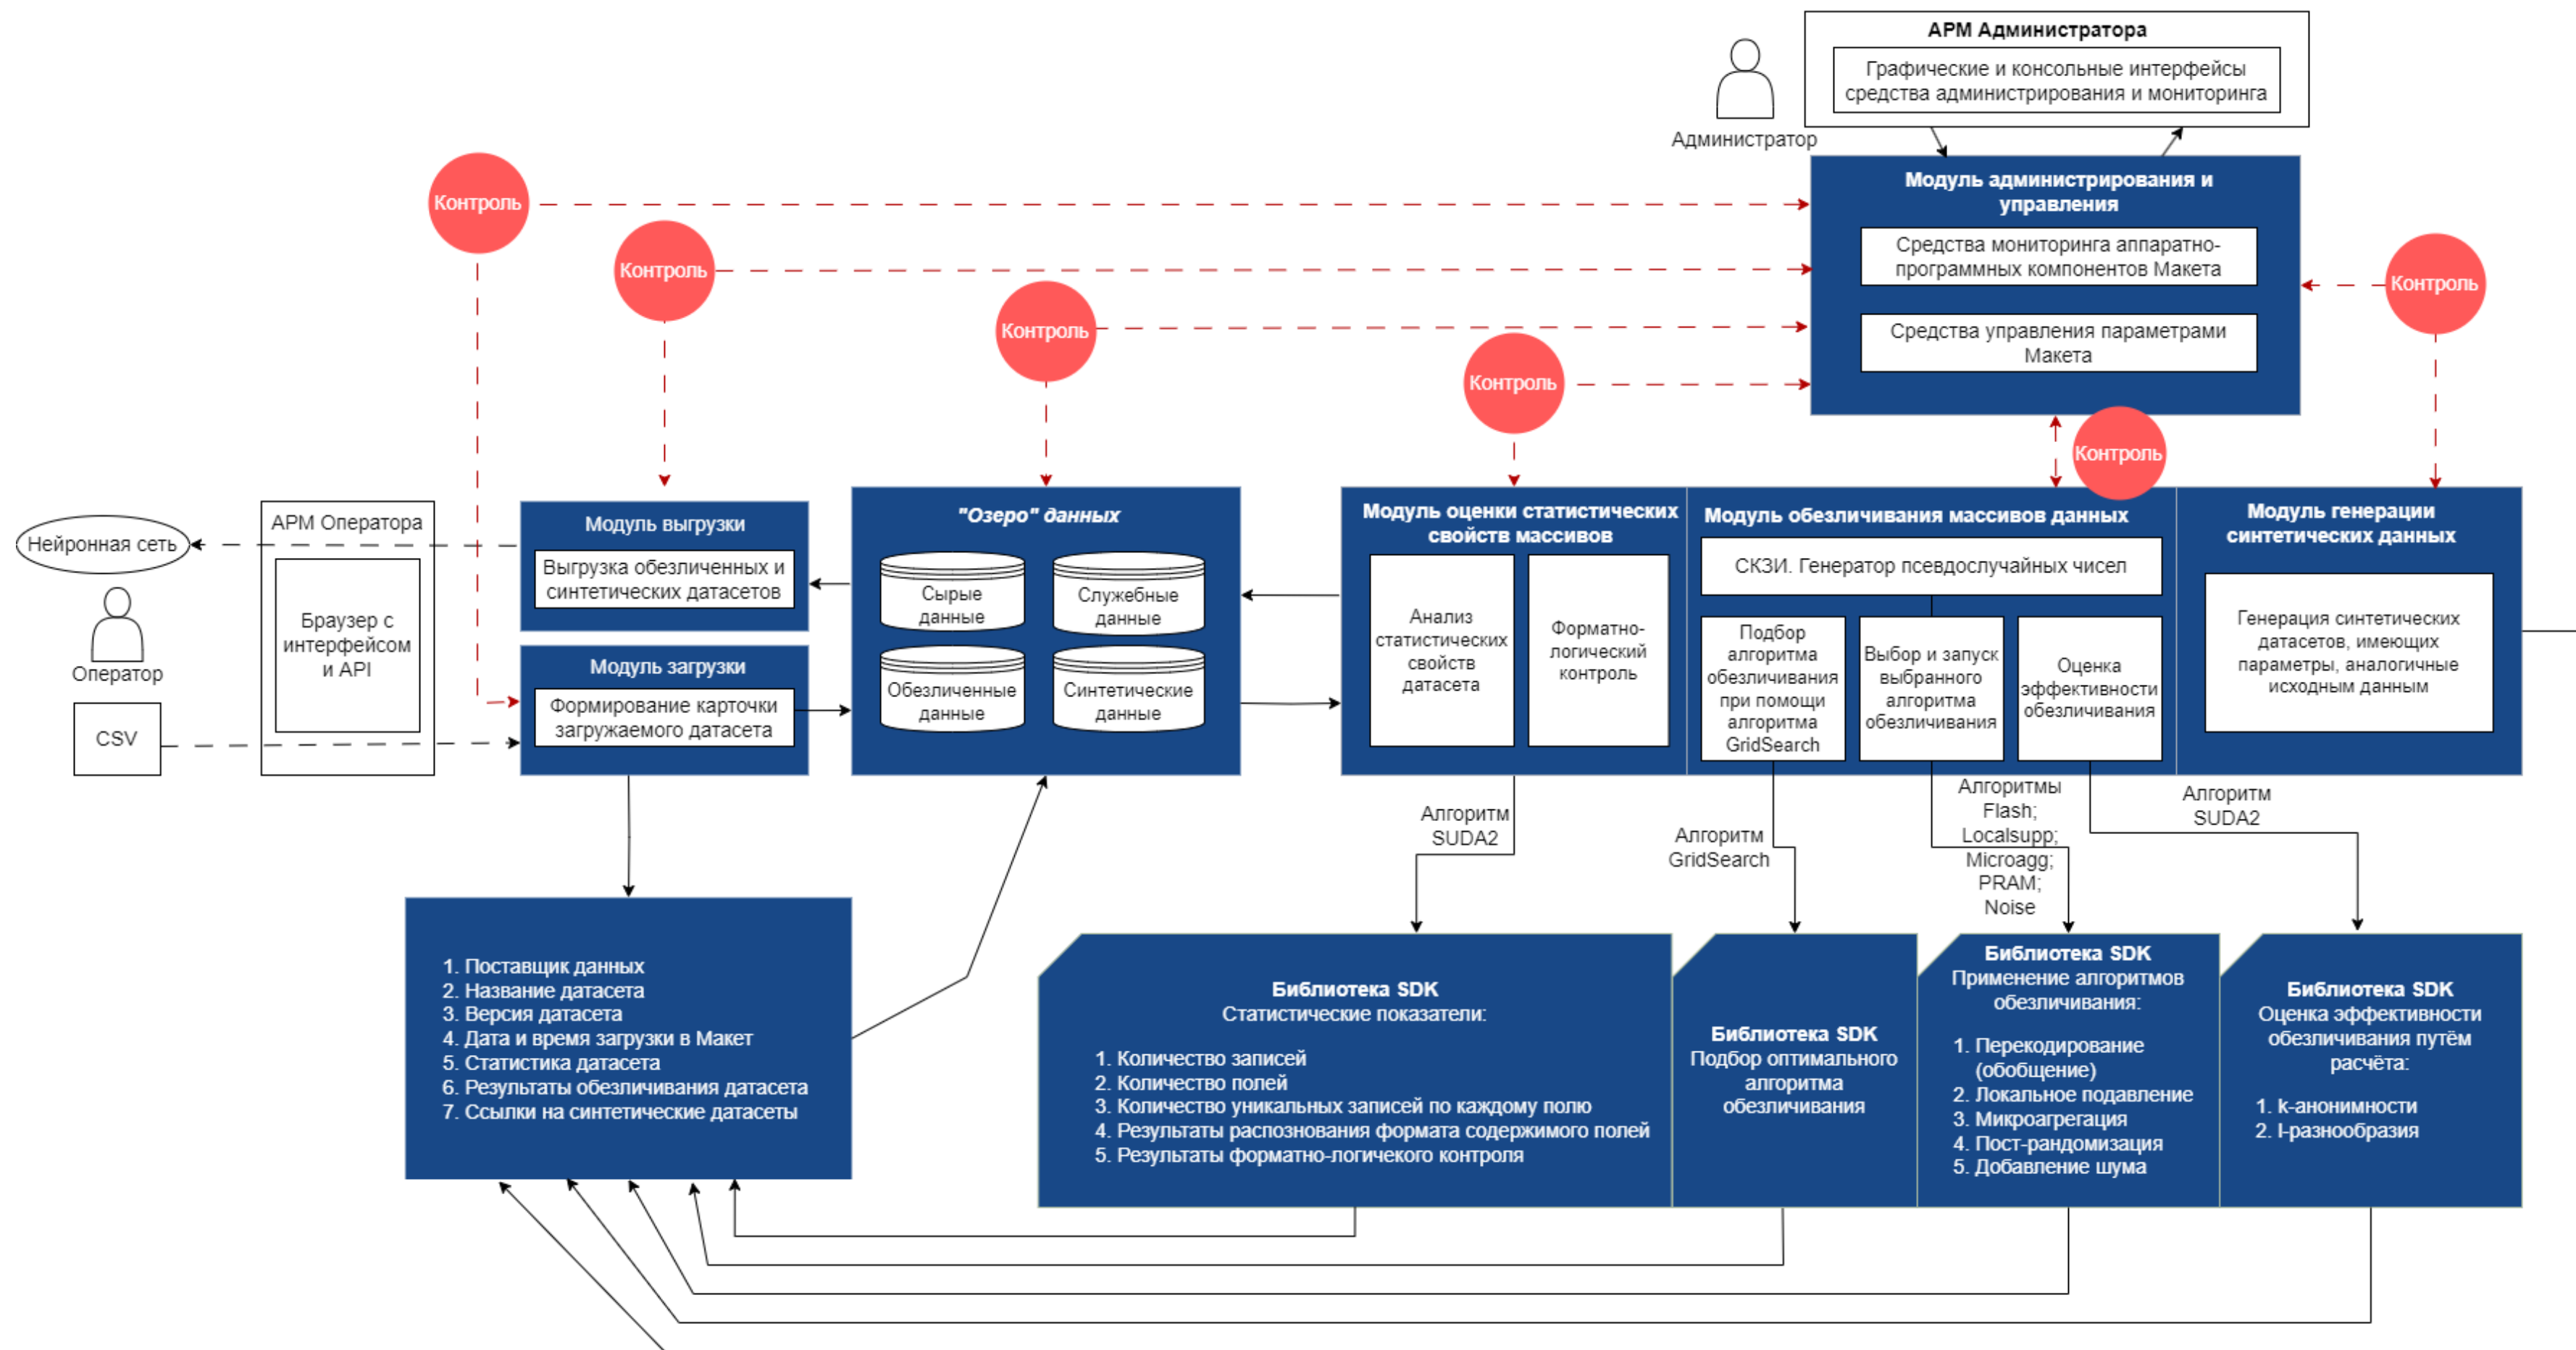 АРМ Администратора
Графические и консольные интерфейсы
средства администрирования и мониторинга
Администратор
Модуль администрирования и
управления
Средства мониторинга аппаратно-
программных компонентов Макета
Средства управления параметрами
Макета
Контроль
Контроль
Контроль
Контроль
Контроль
Контроль
Нейронная сеть
Оператор
CSV
АРМ Оператора
Браузер с
интерфейсом
и API
Модуль выгрузки
Выгрузка обезличенных и
синтетических датасетов
Модуль загрузки
Формирование карточки
загружаемого датасета
"Озеро" данных
Сырые
данные
Служебные
данные
Обезличенные
данные
Синтетические
данные
Модуль оценки статистических
свойств массивов
Анализ
статистических
свойств
датасета
Форматно-
логический
контроль
Модуль обезличивания массивов данных
СКЗИ. Генератор псевдослучайных чисел
Подбор
алгоритма
обезличивания
при помощи
алгоритма
GridSearch
Выбор и запуск
выбранного
алгоритма
обезличивания
Оценка
эффективности
обезличивания
Модуль генерации
синтетических данных
Генерация синтетических
датасетов, имеющих
параметры, аналогичные
исходным данным
Алгоритм
SUDA2
Алгоритм
GridSearch
Алгоритмы
Flash;
Localsupp;
Microagg;
PRAM;
Noise
Алгоритм
SUDA2
1. Поставщик данных
2. Название датасета
3. Версия датасета
4. Дата и время загрузки в Макет
5. Статистика датасета
6. Результаты обезличивания датасета
7. Ссылки на синтетические датасеты
Библиотека SDK
Статистические показатели:
1. Количество записей
2. Количество полей
3. Количество уникальных записей по каждому полю
4. Результаты распознования формата содержимого полей
5. Результаты форматно-логичекого контроля
Библиотека SDK
Подбор оптимального
алгоритма
обезличивания
Библиотека SDK
Применение алгоритмов
обезличивания:
1. Перекодирование
(обобщение)
2. Локальное подавление
3. Микроагрегация
4. Пост-рандомизация
5. Добавление шума
Библиотека SDK
Оценка эффективности
обезличивания путём
расчёта:
1. k-анонимности
2. l-разнообразия